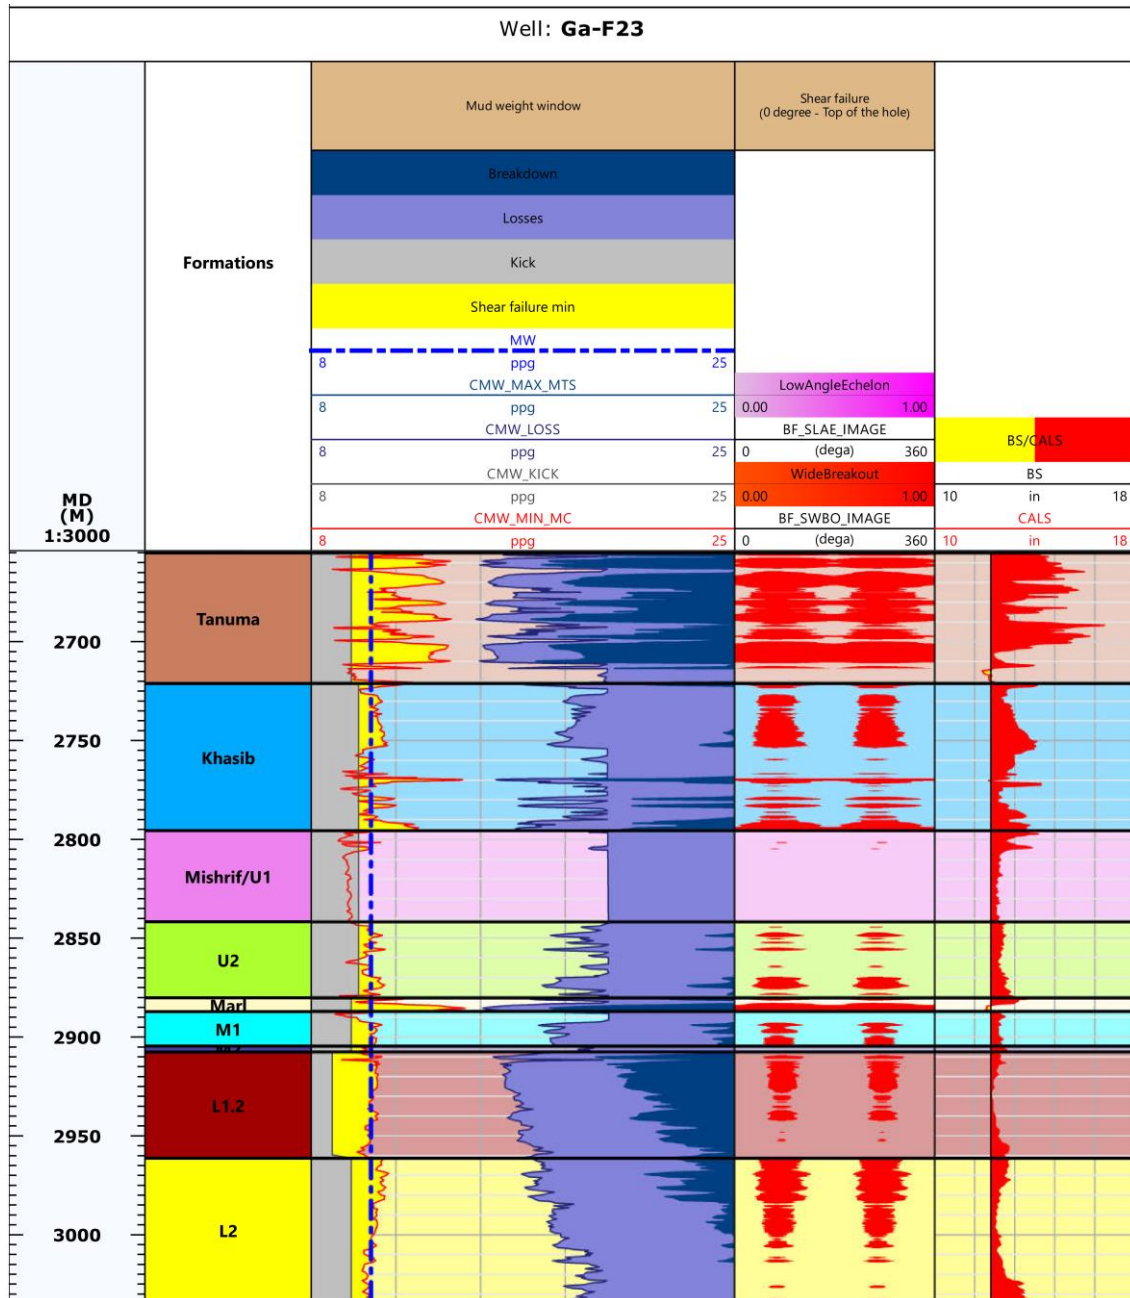 Well: Ga-F23
Mud weight window
Shear failure
(0 degree - Top of the hole)
Breakdown
Losses
Formations
Kick
Shear failure min
MW
8 ppg 25
CMW_MAX_MTS
8 ppg 25
CMW_LOSS
8 ppg 25
CMW_KICK
8 ppg 25
CMW_MIN_MC
8 ppg 25
LowAngleEchelon
0.00 1.00
BF_SLAE_IMAGE
0 (dega) 360
WideBreakout
0.00 1.00
BF_SWBO_IMAGE
0 (dega) 360
BS/CALS
BS
10 in 18
CALS
10 in 18
MD
(M)
1:3000
Tanuma
2700
2750
Khasib
2800
Mishrif/U1
2850
U2
Marl
M1
2900
L1.2
2950
L2
3000